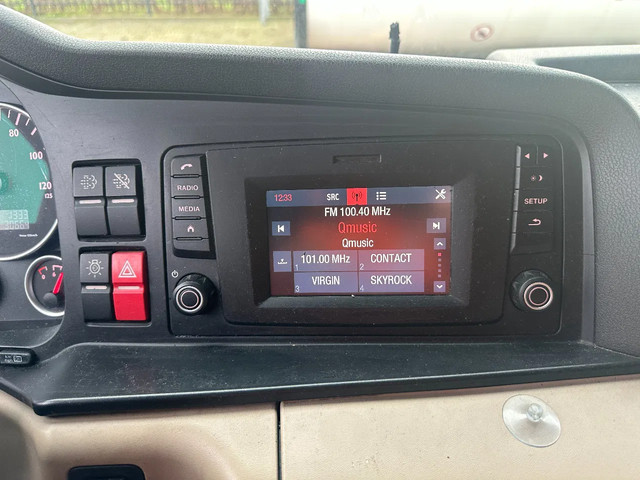 80
100
120
125
RADIO
MEDIA
SETUP
12:33 SRC
FM 100.40 MHz
Qmusic
Qmusic
1 101.00 MHz
2 CONTACT
3 VIRGIN
4 SKYROCK